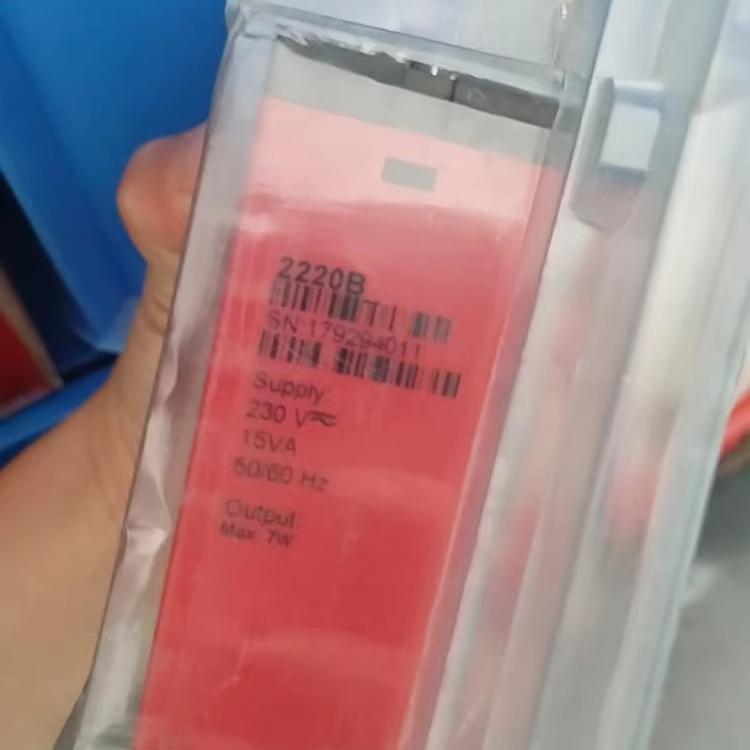 2220B
SN 179294011
Supply
230 V⎓
15VA
50/60 Hz
Output:
Max. 7W